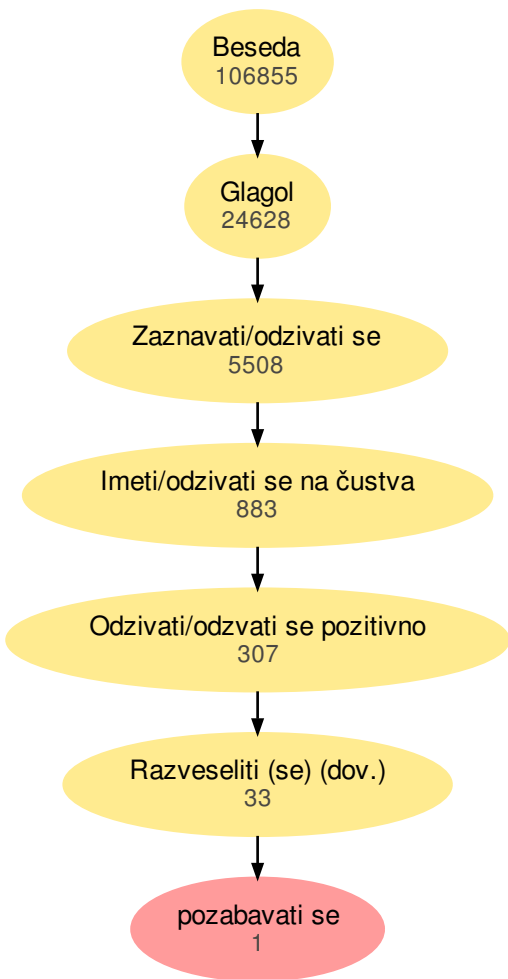 Beseda
106855
Glagol
24628
Zaznavati/odzivati se
5508
Imeti/odzivati se na čustva
883
Odzivati/odzvati se pozitivno
307
Razveseliti (se) (dov.)
33
pozabavati se
1